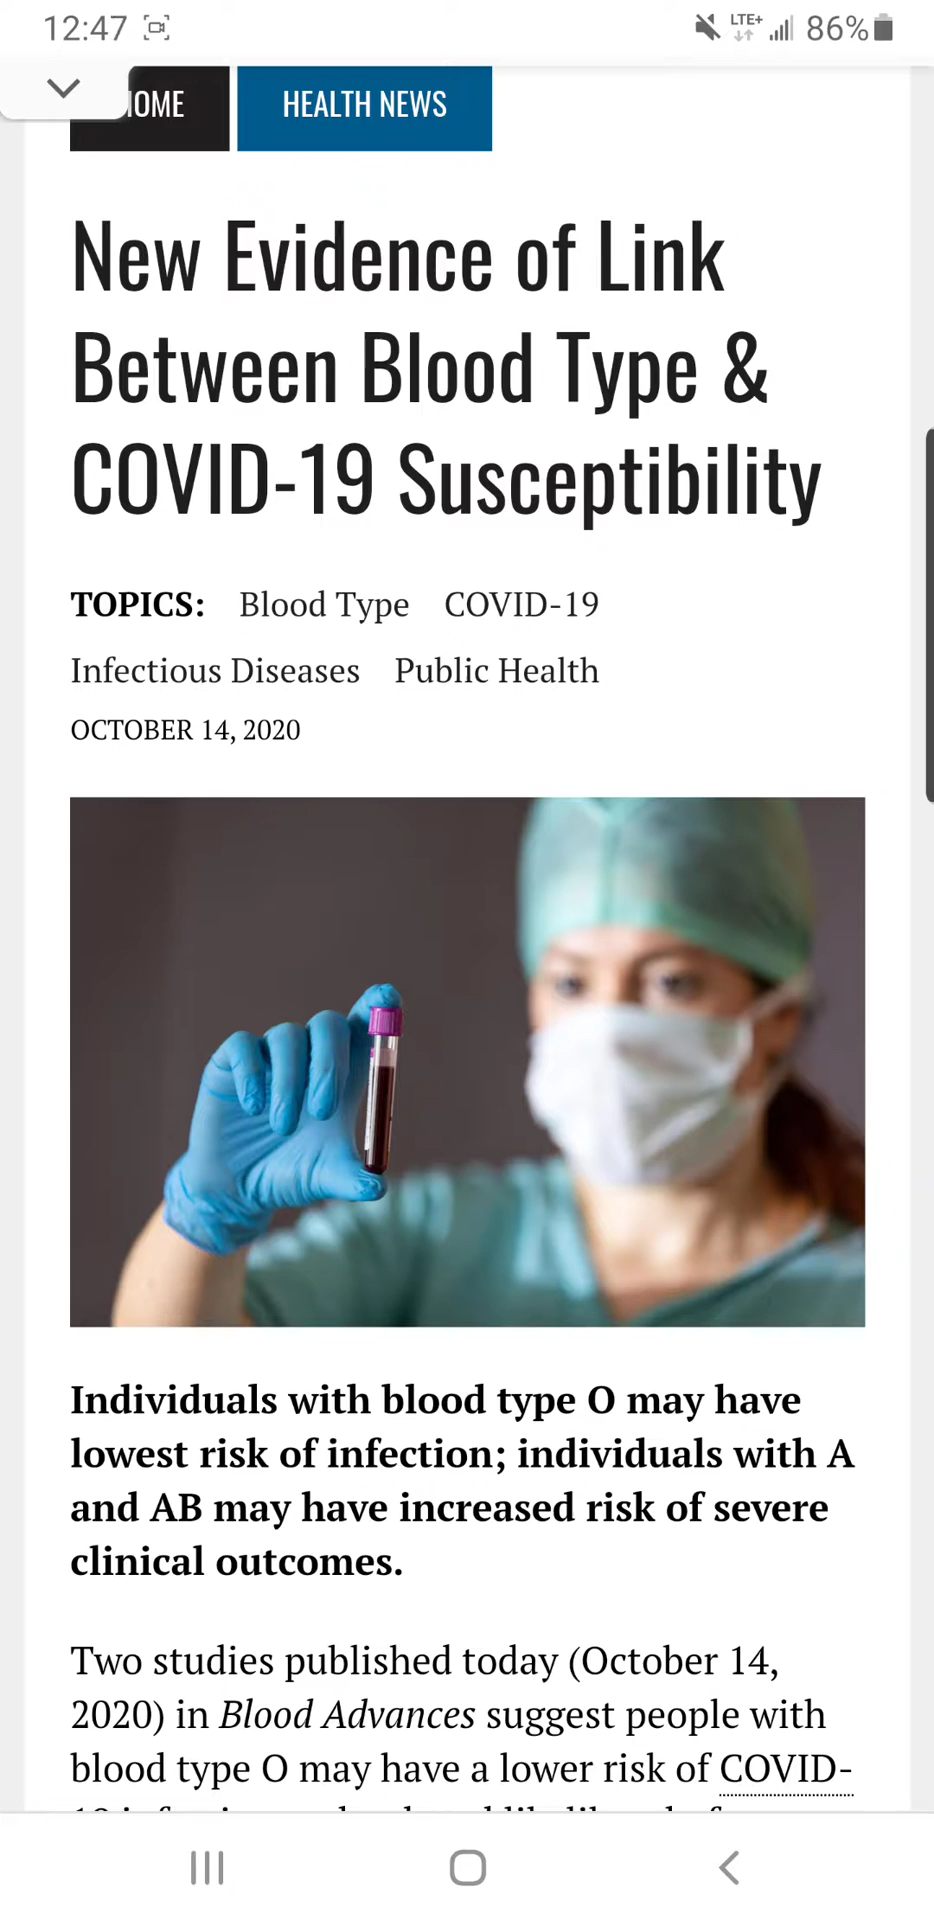 12:47
LTE+ 86%
OME HEALTH NEWS
New Evidence of Link
Between Blood Type &
COVID-19 Susceptibility
TOPICS: Blood Type COVID-19
Infectious Diseases Public Health
OCTOBER 14, 2020
Individuals with blood type O may have
lowest risk of infection; individuals with A
and AB may have increased risk of severe
clinical outcomes.
Two studies published today (October 14,
2020) in Blood Advances suggest people with
blood type O may have a lower risk of COVID-